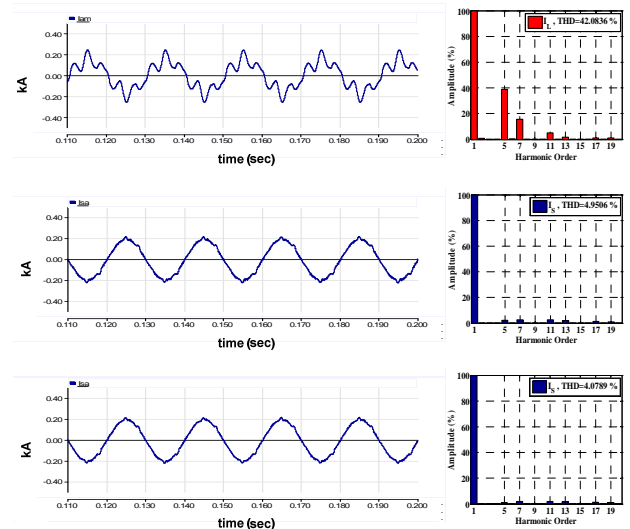 Iam
0.40
0.20
0.00
-0.20
-0.40
kA
0.110 0.120 0.130 0.140 0.150 0.160 0.170 0.180 0.190 0.200
time (sec)
I_L , THD=42.0836 %
100
80
60
40
20
0
Amplitude (%)
1 5 7 9 11 13 15 17 19
Harmonic Order
Isa
0.40
0.20
0.00
-0.20
-0.40
kA
0.110 0.120 0.130 0.140 0.150 0.160 0.170 0.180 0.190 0.200
time (sec)
I_S , THD=4.9506 %
100
80
60
40
20
0
Amplitude (%)
1 5 7 9 11 13 15 17 19
Harmonic Order
Isa
0.40
0.20
0.00
-0.20
-0.40
kA
0.110 0.120 0.130 0.140 0.150 0.160 0.170 0.180 0.190 0.200
time (sec)
I_S , THD=4.0789 %
100
80
60
40
20
0
Amplitude (%)
1 5 7 9 11 13 15 17 19
Harmonic Order